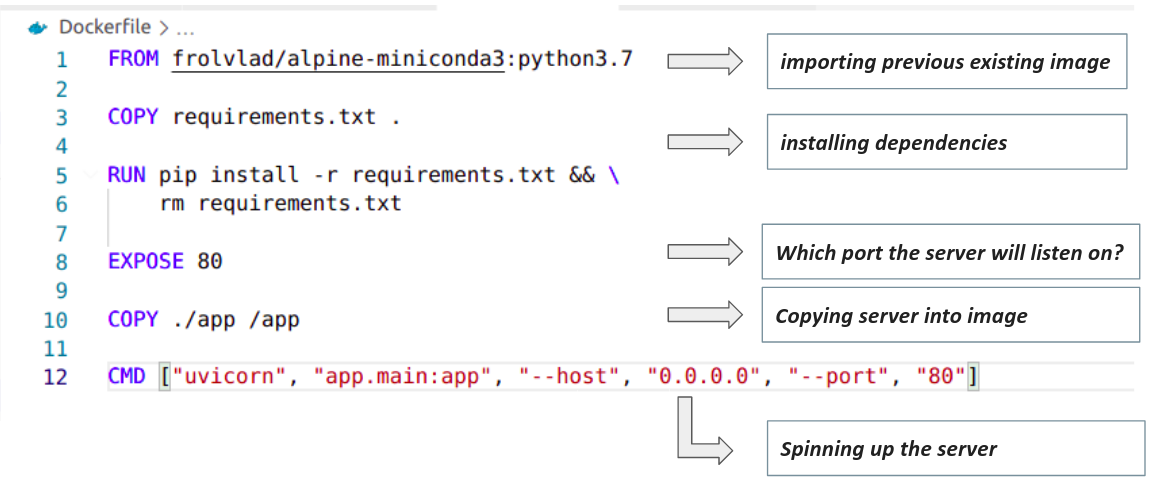 Dockerfile > ...
1 FROM frolvlad/alpine-miniconda3:python3.7
importing previous existing image
2
3 COPY requirements.txt .
4
installing dependencies
5 RUN pip install -r requirements.txt && \
6 rm requirements.txt
7
Which port the server will listen on?
8 EXPOSE 80
9
10 COPY ./app /app
Copying server into image
11
12 CMD ["uvicorn", "app.main:app", "--host", "0.0.0.0", "--port", "80"]
Spinning up the server